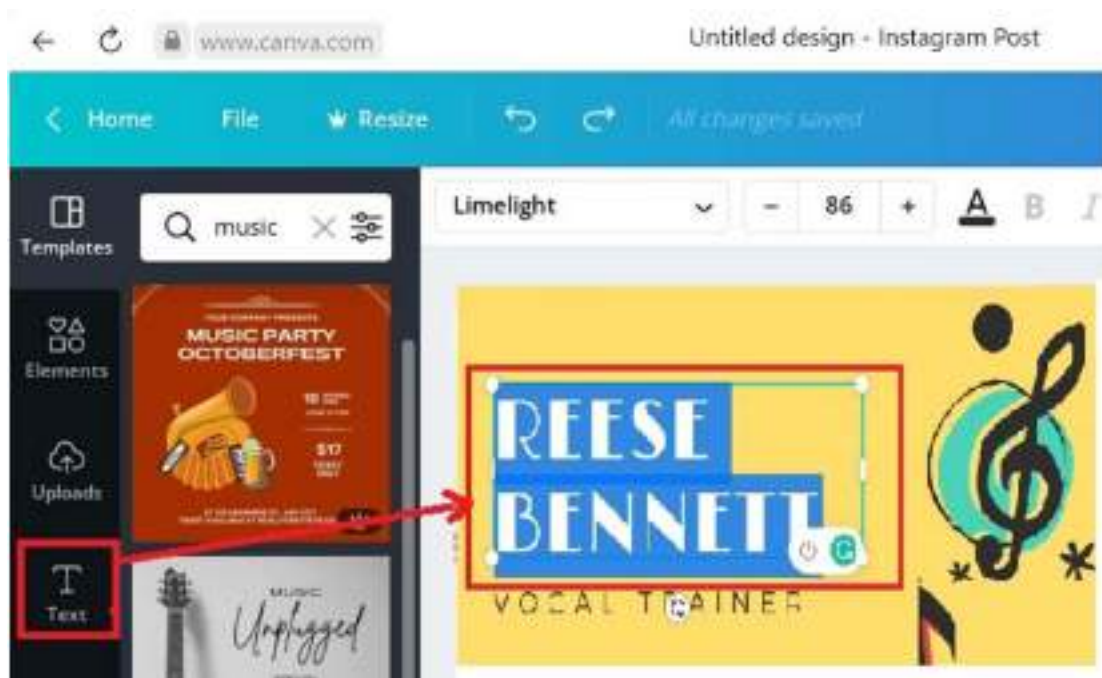 www.canva.com
Untitled design - Instagram Post
Home File Resize All changes saved
Templates
music
Limelight - 86 + A B I
Elements
Uploads
Text
MUSIC PARTY
OCTOBERFEST
$17
MUSIC
Unplugged
REESE
BENNETT
VOCAL TRAINER